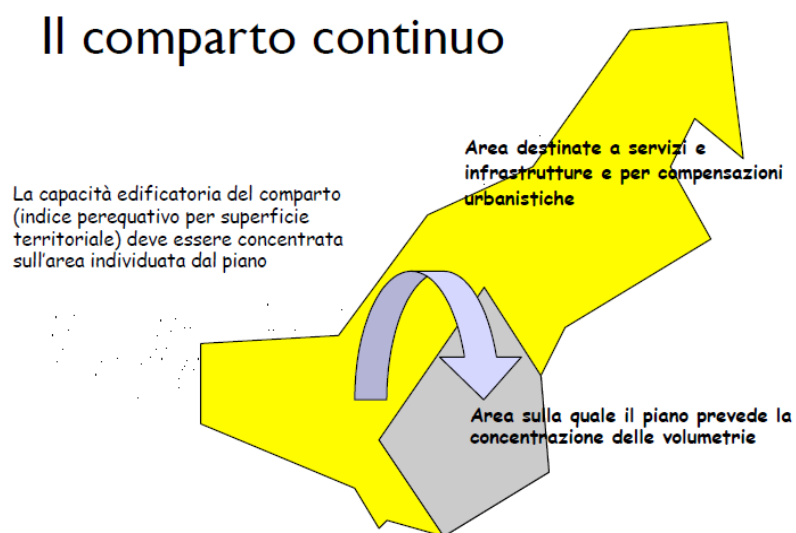 Il comparto continuo
Area destinate a servizi e
infrastrutture e per compensazioni
urbanistiche
La capacità edificatoria del comparto
(indice perequativo per superficie
territoriale) deve essere concentrata
sull'area individuata dal piano
Area sulla quale il piano prevede la
concentrazione delle volumetrie